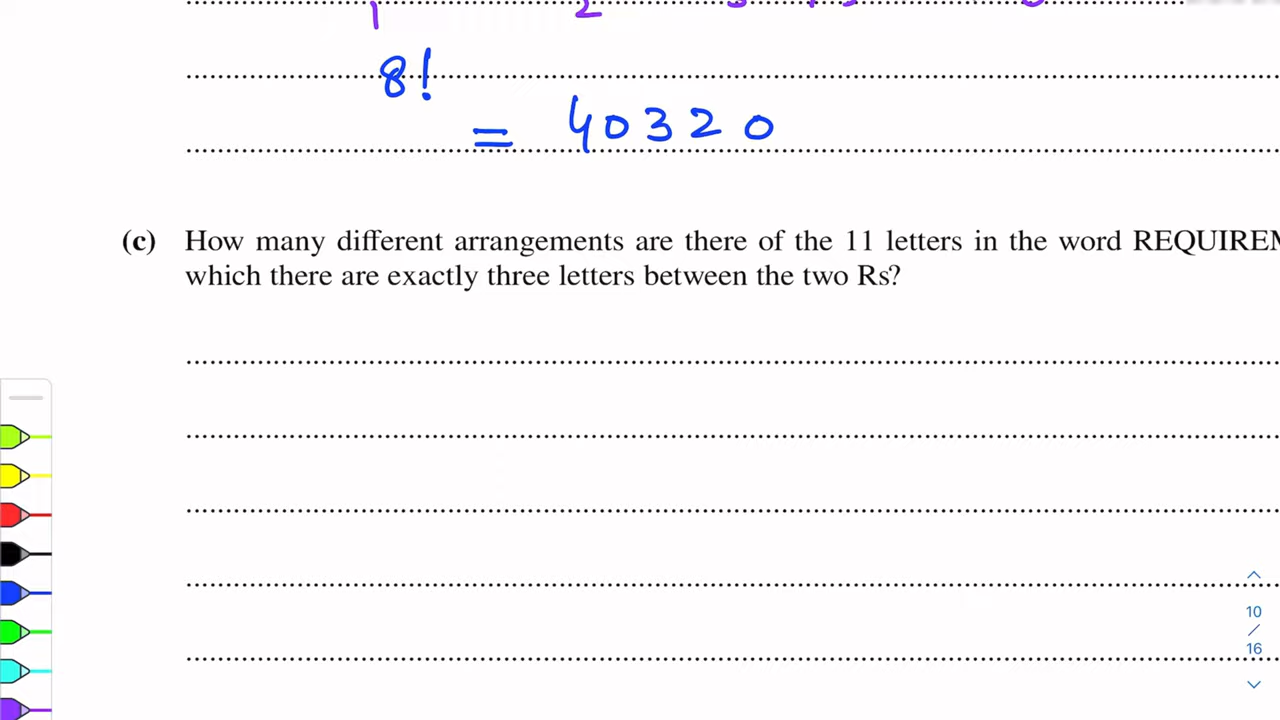 8!
= 40320
(c) How many different arrangements are there of the 11 letters in the word REQUIREM
which there are exactly three letters between the two Rs?
10
/
16